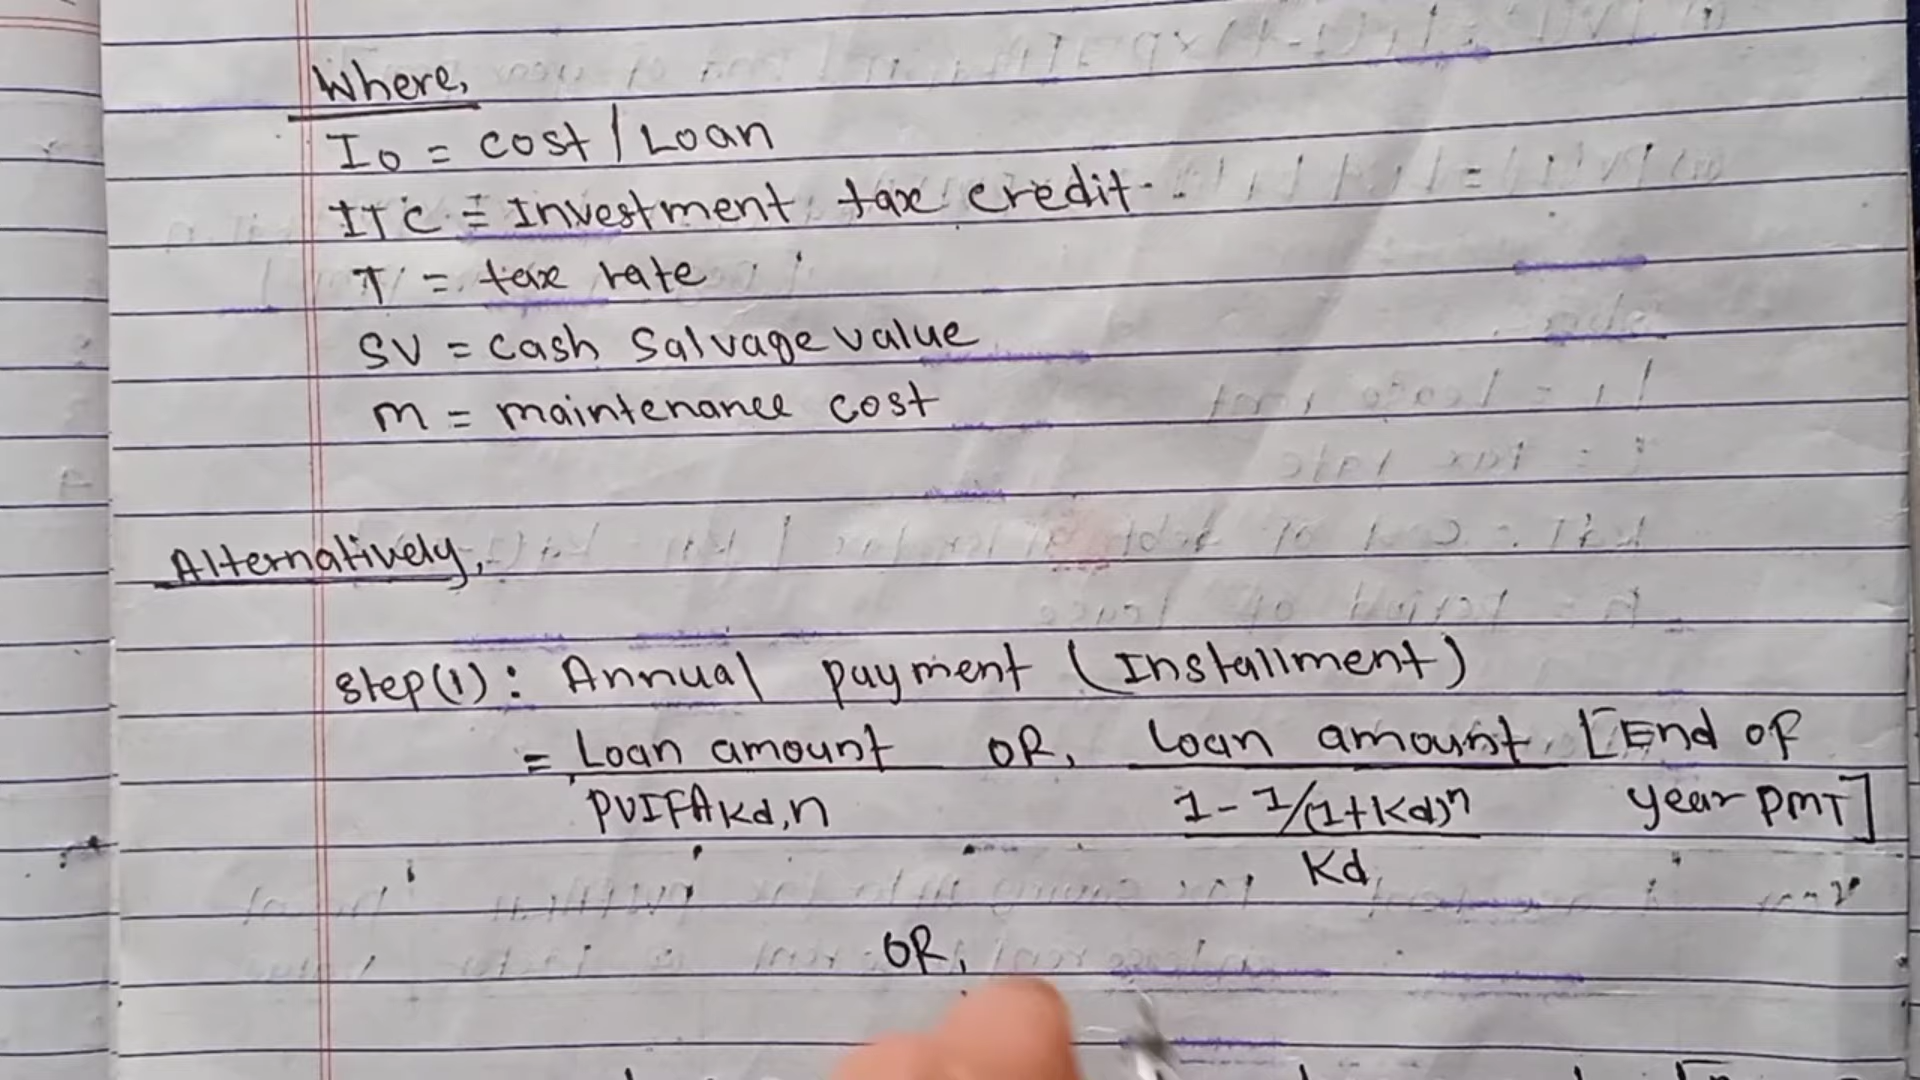 Where,
I0 = cost / Loan
ITC = Investment tax credit.
T = tax rate
SV = cash salvage value
m = maintenance cost
Alternatively,
step(1): Annual payment (Installment)
= Loan amount OR, Loan amount [End of
PVIFAKd,n 1-1/(1+Kd)^n year PMT]
Kd
OR,